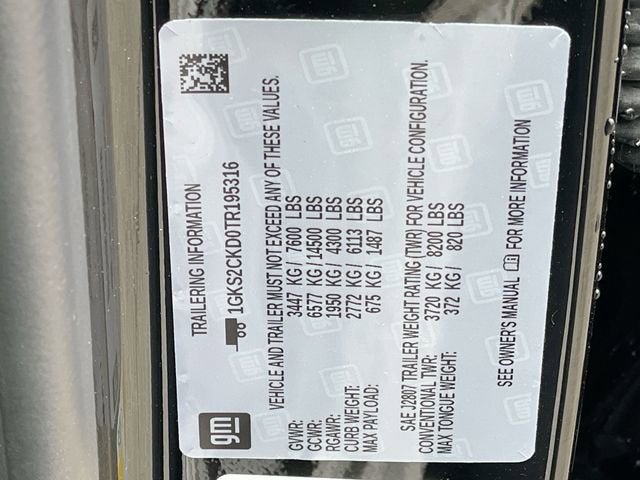 gm
TRAILERING INFORMATION
1GKS2CKD0TR195316
VEHICLE AND TRAILER MUST NOT EXCEED ANY OF THESE VALUES.
GVWR: 3447 KG/ 7600 LBS
GCWR: 6577 KG/14500 LBS
RGAWR: 1950 KG/ 4300 LBS
CURB WEIGHT: 2772 KG/ 6113 LBS
MAX PAYLOAD: 675 KG/ 1487 LBS
SAE J2807 TRAILER WEIGHT RATING (TWR) FOR VEHICLE CONFIGURATION.
CONVENTIONAL TWR: 3720 KG/ 8200 LBS
MAX TONGUE WEIGHT: 372 KG/ 820 LBS
SEE OWNER'S MANUAL FOR MORE INFORMATION